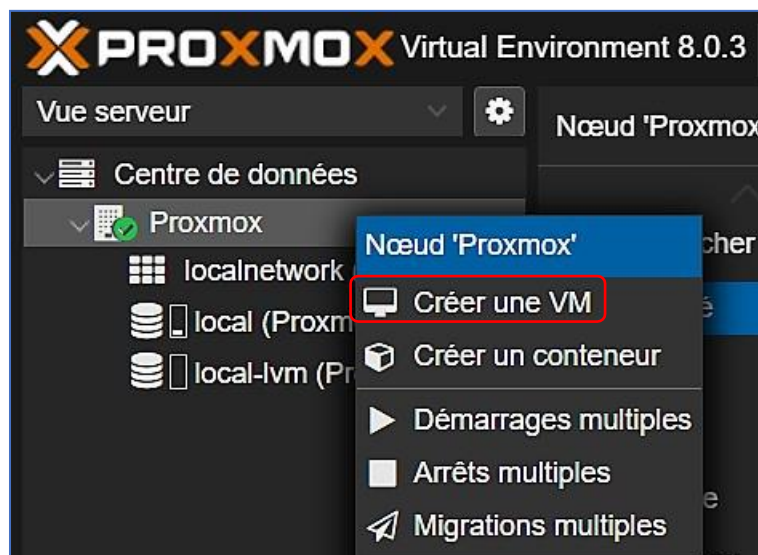 PROXMOX Virtual Environment 8.0.3
Vue serveur
Nœud 'Proxmox
Centre de données
Proxmox
Nœud 'Proxmox'
cher
localnetwork (
Créer une VM
é
local (Proxm
Créer un conteneur
local-lvm (Pr
Démarrages multiples
Arrêts multiples
e
Migrations multiples